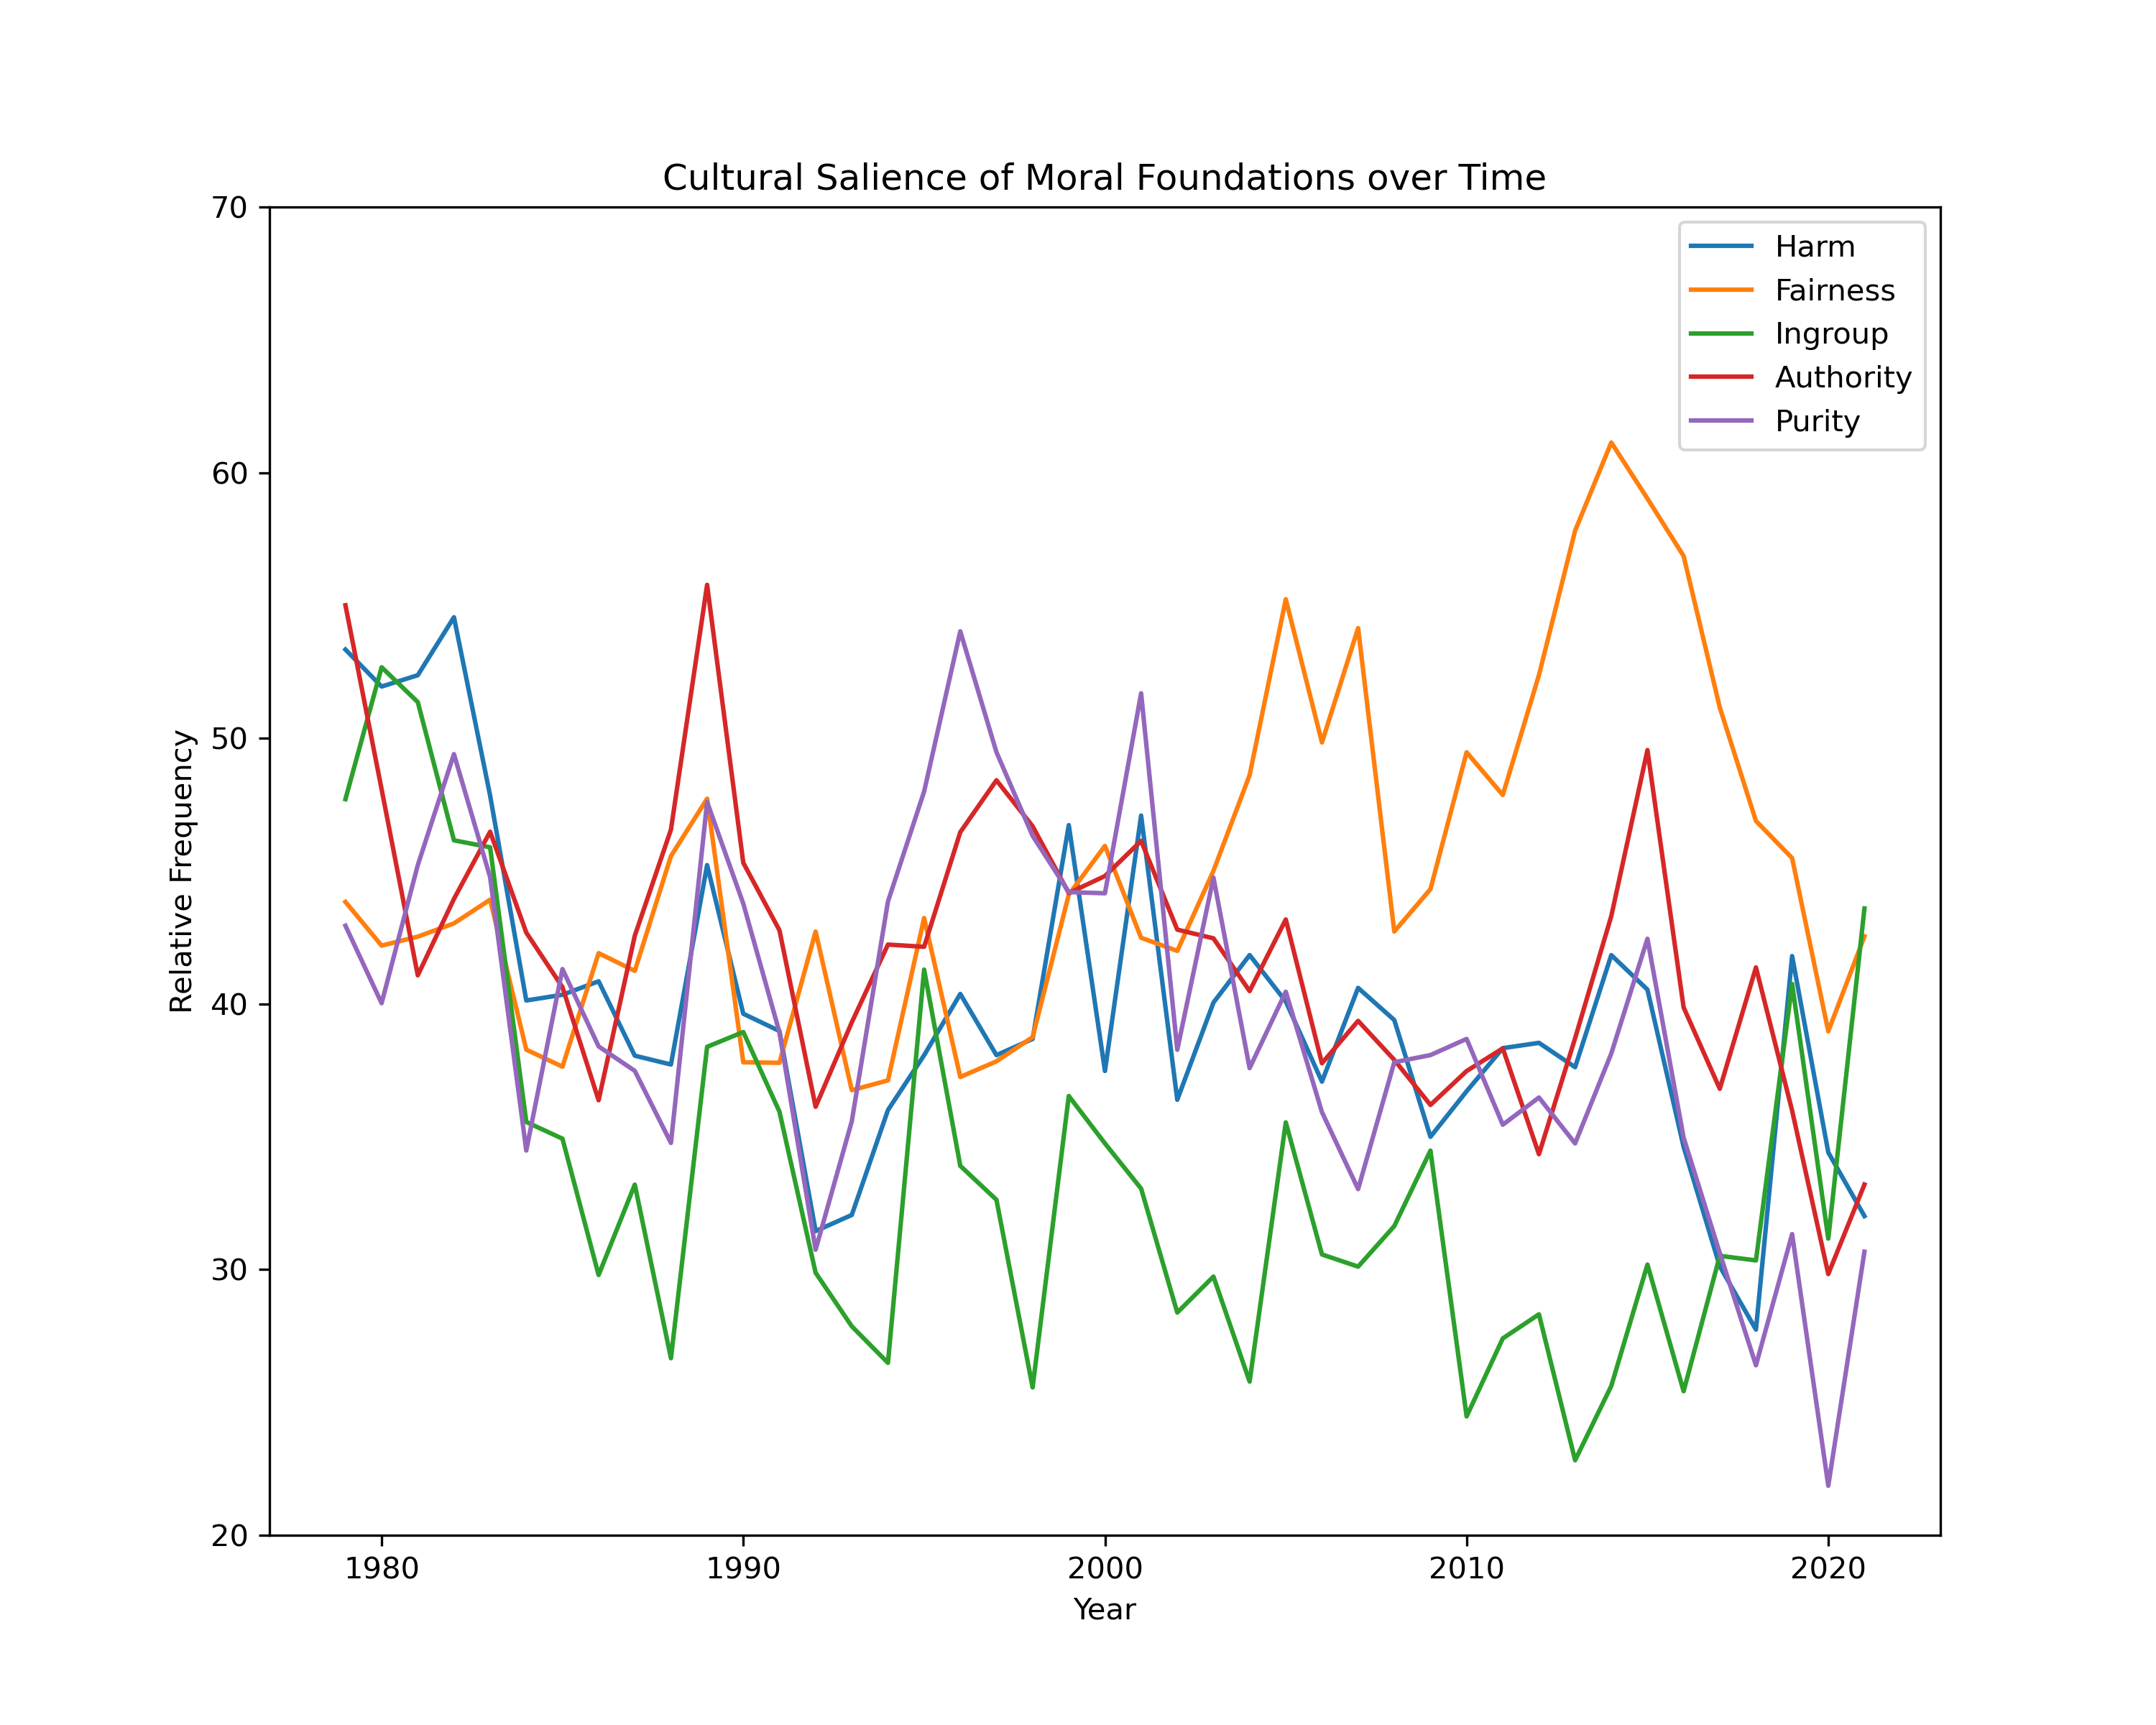 Cultural Salience of Moral Foundations over Time
70
60
50
40
30
20
Relative Frequency
Harm
Fairness
Ingroup
Authority
Purity
1980
1990
2000
2010
2020
Year